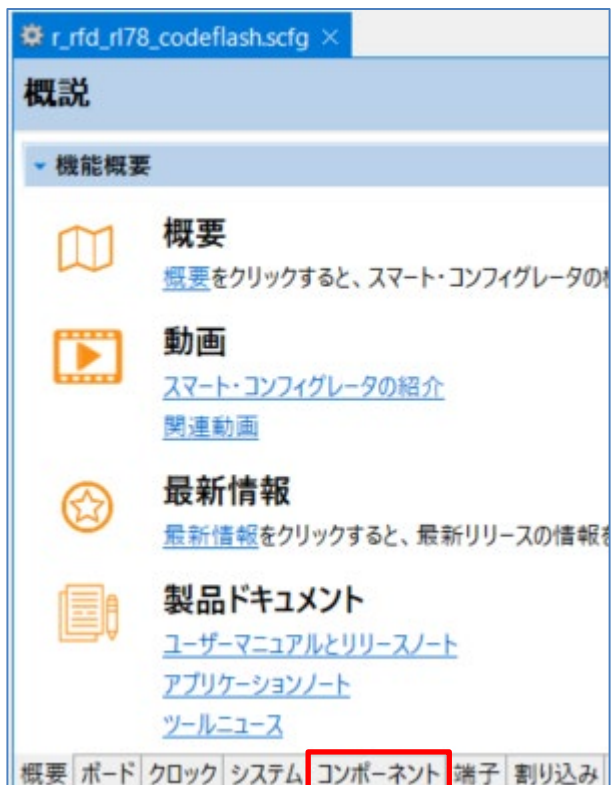 r_rfd_rl78_codeflash.scfg ×
概説
機能概要
概要
概要をクリックすると、スマート・コンフィグレータの
動画
スマート・コンフィグレータの紹介
関連動画
最新情報
最新情報をクリックすると、最新リリースの情報
製品ドキュメント
ユーザーマニュアルとリリースノート
アプリケーションノート
ツールニュース
概要 ボード クロック システム コンポーネント 端子 割り込み